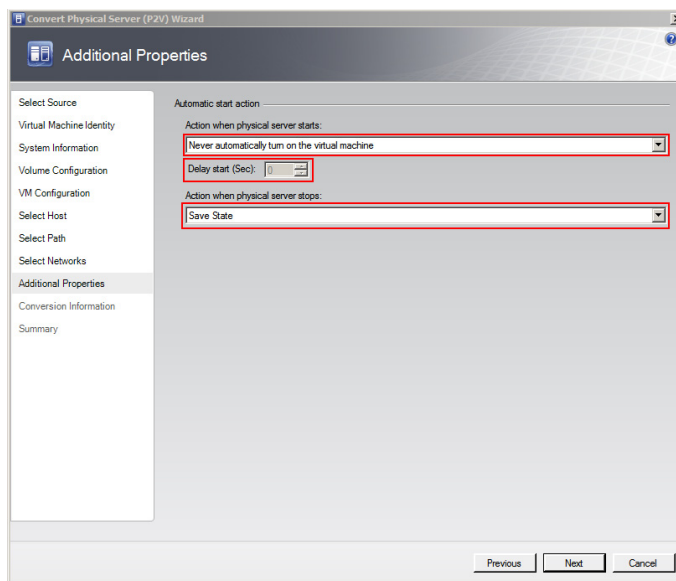 Convert Physical Server (P2V) Wizard
Additional Properties
Select Source
Virtual Machine Identity
System Information
Volume Configuration
VM Configuration
Select Host
Select Path
Select Networks
Additional Properties
Conversion Information
Summary
Automatic start action
Action when physical server starts:
Never automatically turn on the virtual machine
Delay start (Sec): 0
Action when physical server stops:
Save State
Previous Next Cancel